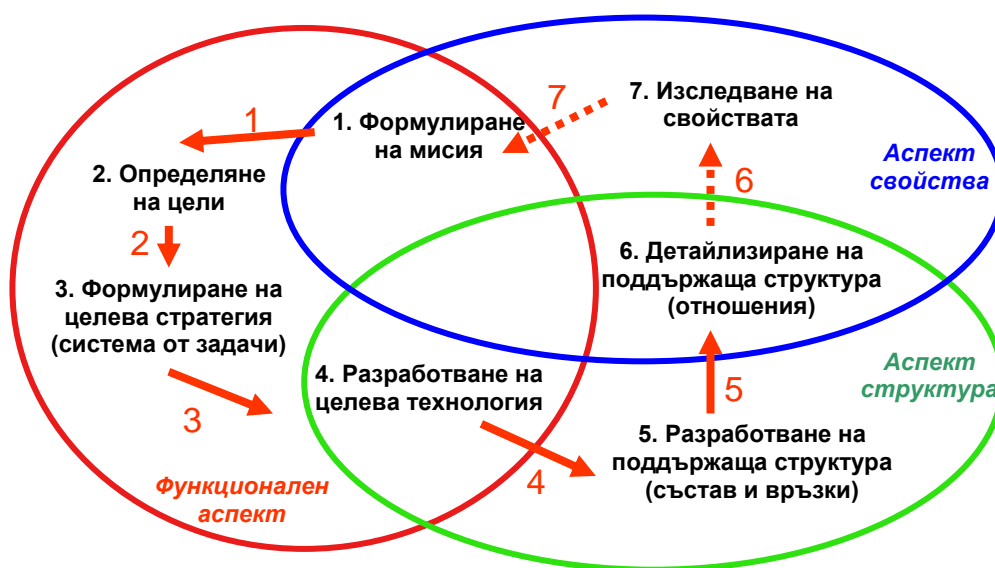 1. Формулиране
на мисия
1
7
7. Изследване на
свойствата
Аспект
свойства
2. Определяне
на цели
6
2
6. Детайлизиране на
поддържаща структура
(отношения)
3. Формулиране на
целева стратегия
(система от задачи)
4. Разработване на
целева технология
3
5
Аспект
структура
5. Разработване на
поддържаща структура
(състав и връзки)
4
Функционален
аспект